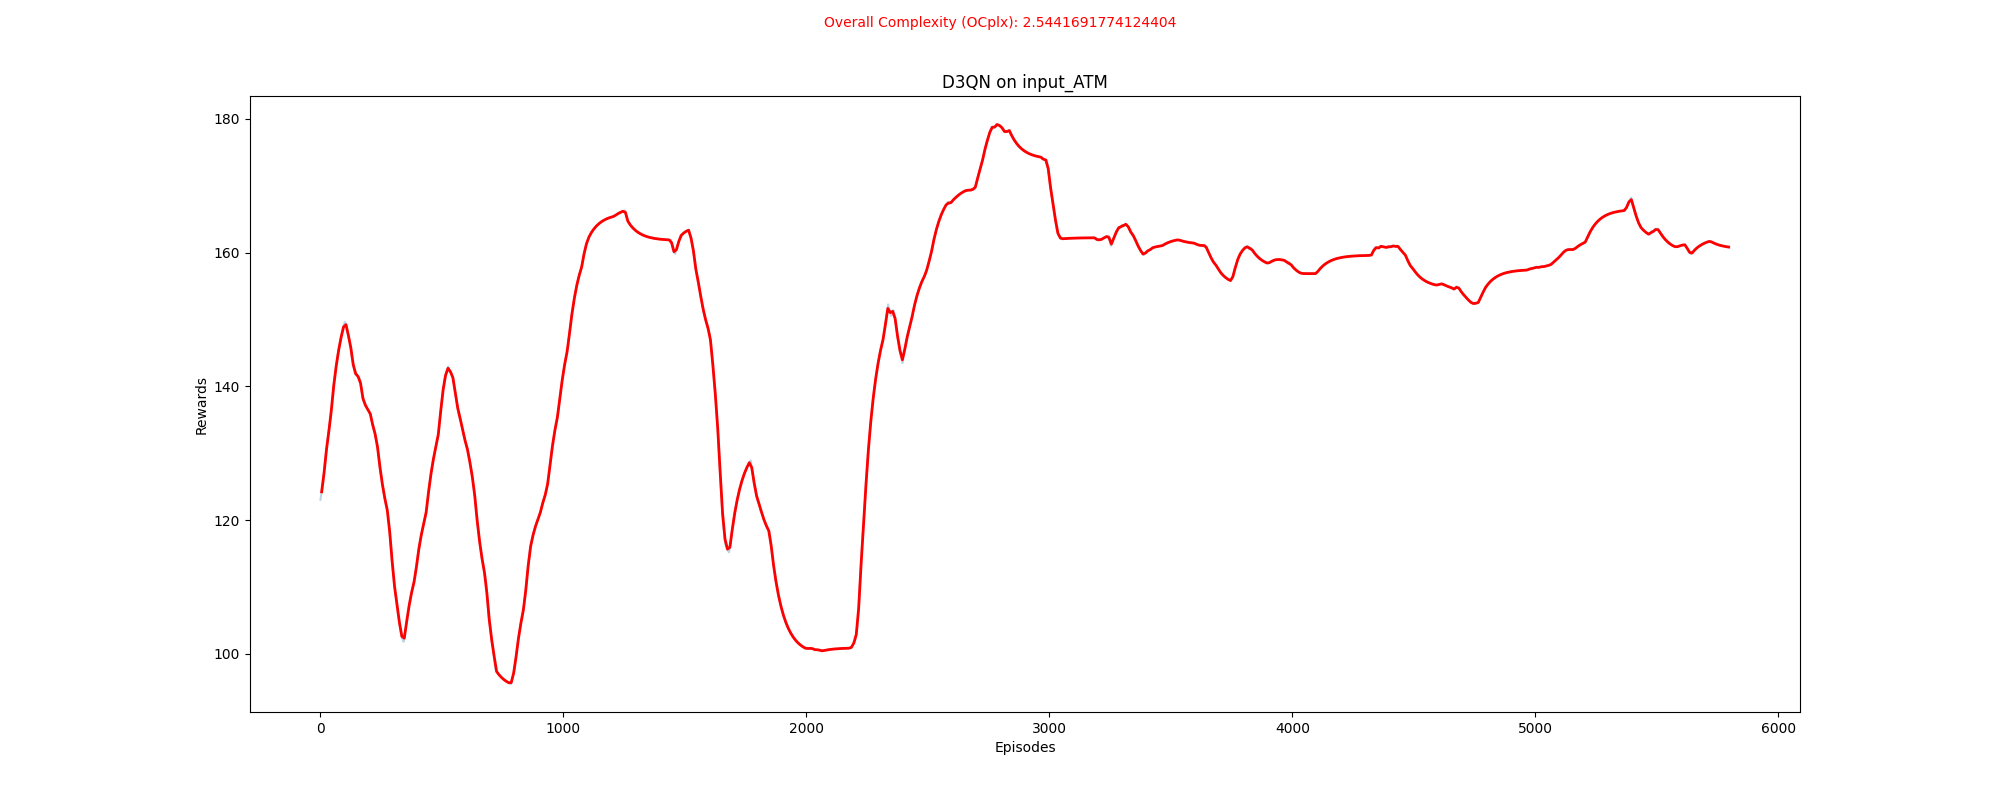 Overall Complexity (OCplx): 2.5441691774124404
D3QN on input_ATM
180
160
140
120
100
Rewards
0 1000 2000 3000 4000 5000 6000
Episodes